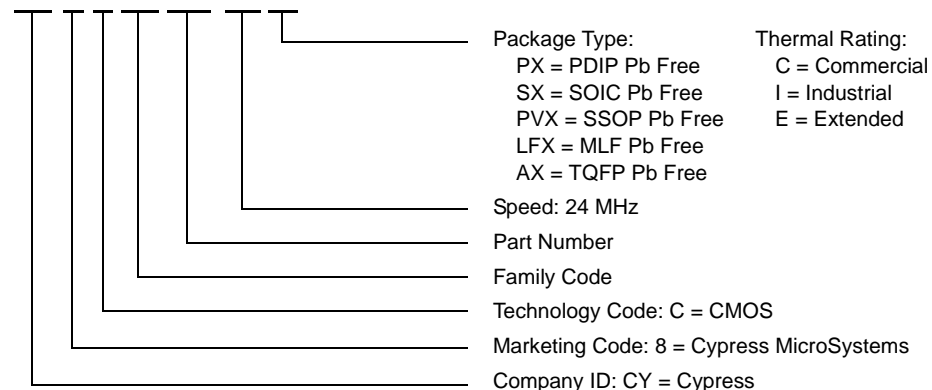 Package Type: Thermal Rating:
PX = PDIP Pb Free C = Commercial
SX = SOIC Pb Free I = Industrial
PVX = SSOP Pb Free E = Extended
LFX = MLF Pb Free
AX = TQFP Pb Free
Speed: 24 MHz
Part Number
Family Code
Technology Code: C = CMOS
Marketing Code: 8 = Cypress MicroSystems
Company ID: CY = Cypress